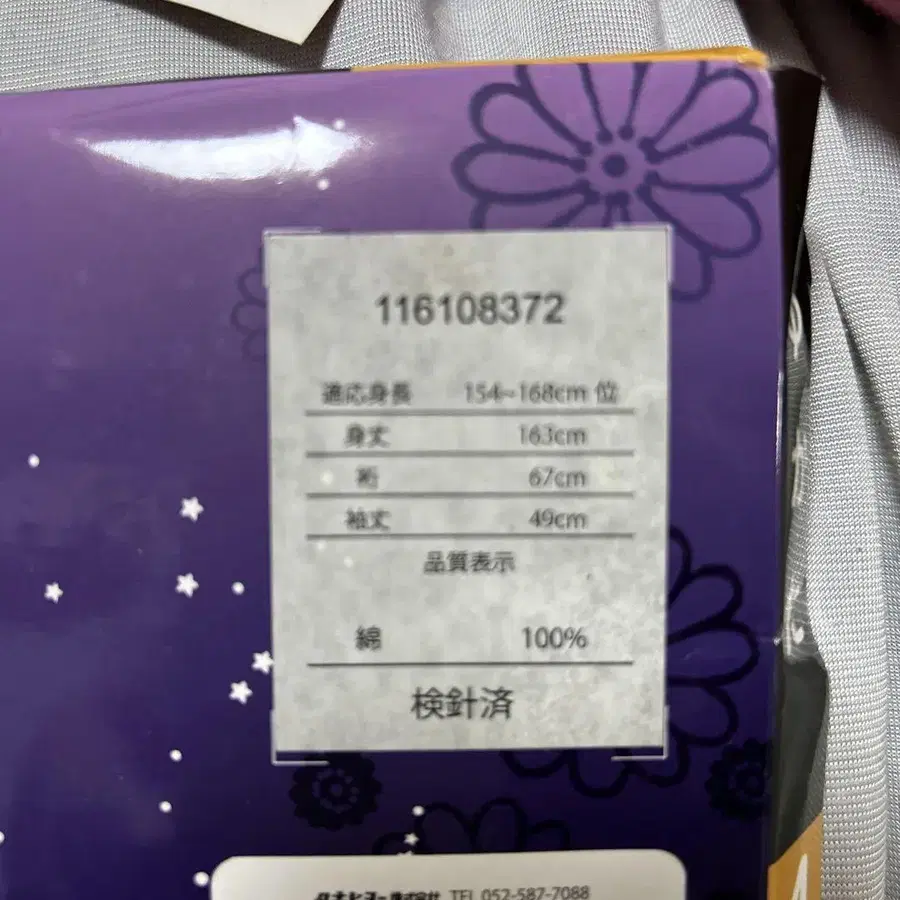 116108372
適応身長 154~168cm 位
身丈 163cm
裄 67cm
袖丈 49cm
品質表示
綿 100%
検針済
TEL 052-587-7088